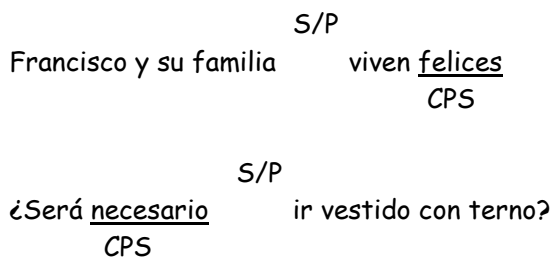 S/P
Francisco y su familia viven felices
CPS
S/P
¿Será necesario ir vestido con terno?
CPS